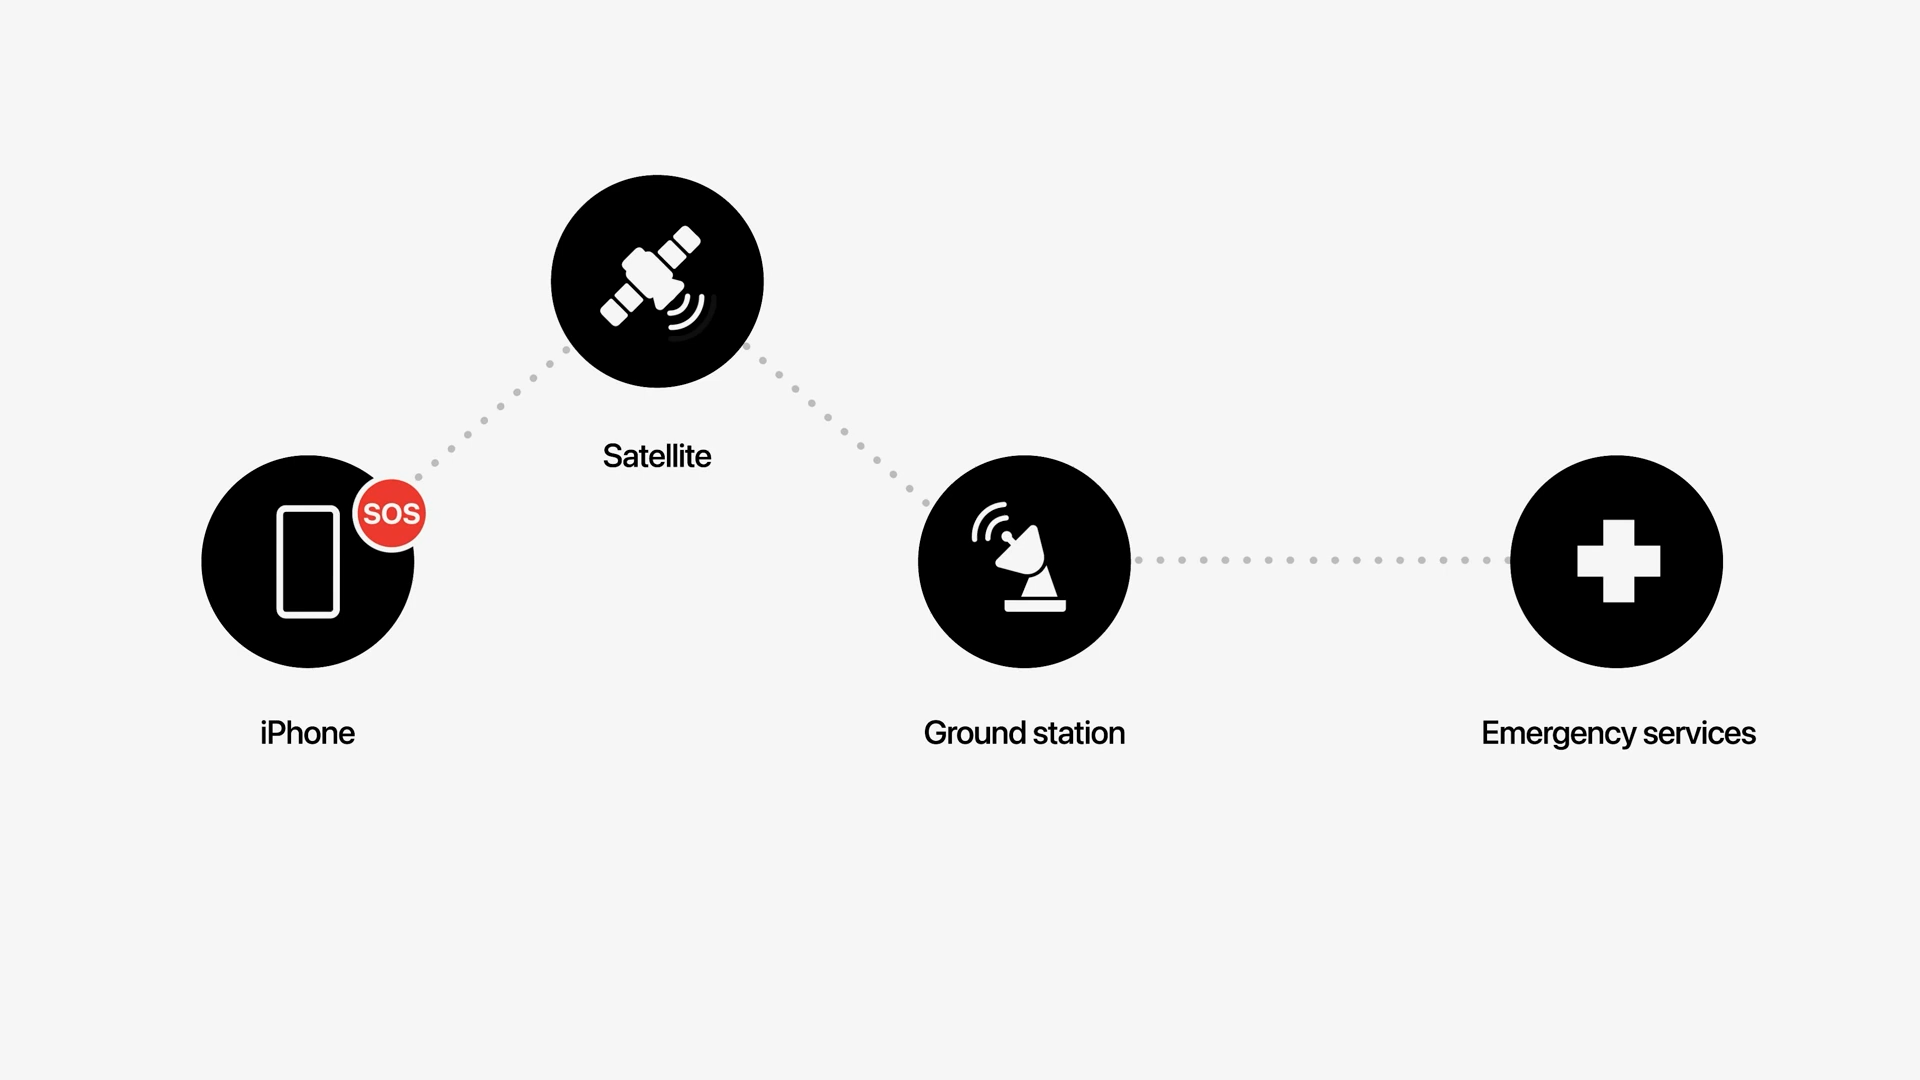 Satellite
SOS
iPhone
Ground station
Emergency services